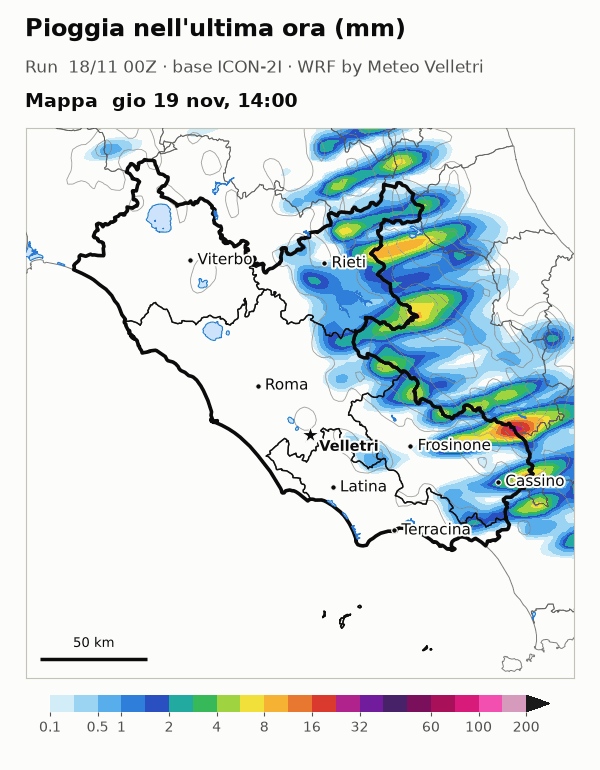 Pioggia nell'ultima ora (mm)
Run  18/11 00Z · base ICON-2I · WRF by Meteo Velletri
Mappa  gio 19 nov, 14:00
Viterbo
Rieti
Roma
Velletri
Frosinone
Latina
Cassino
Terracina
50 km
0.1 0.5 1 2 4 8 16 32 60 100 200